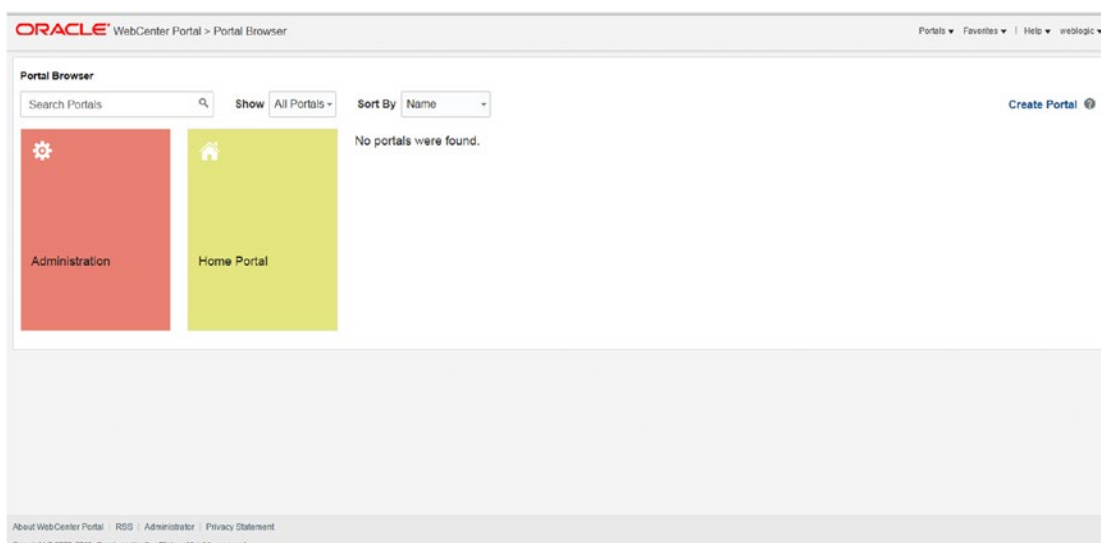 ORACLE WebCenter Portal > Portal Browser
Portals Favorites | Help weblogic
Portal Browser
Search Portals Show All Portals Sort By Name Create Portal
No portals were found.
Administration Home Portal
About WebCenter Portal | RSS | Administrator | Privacy Statement